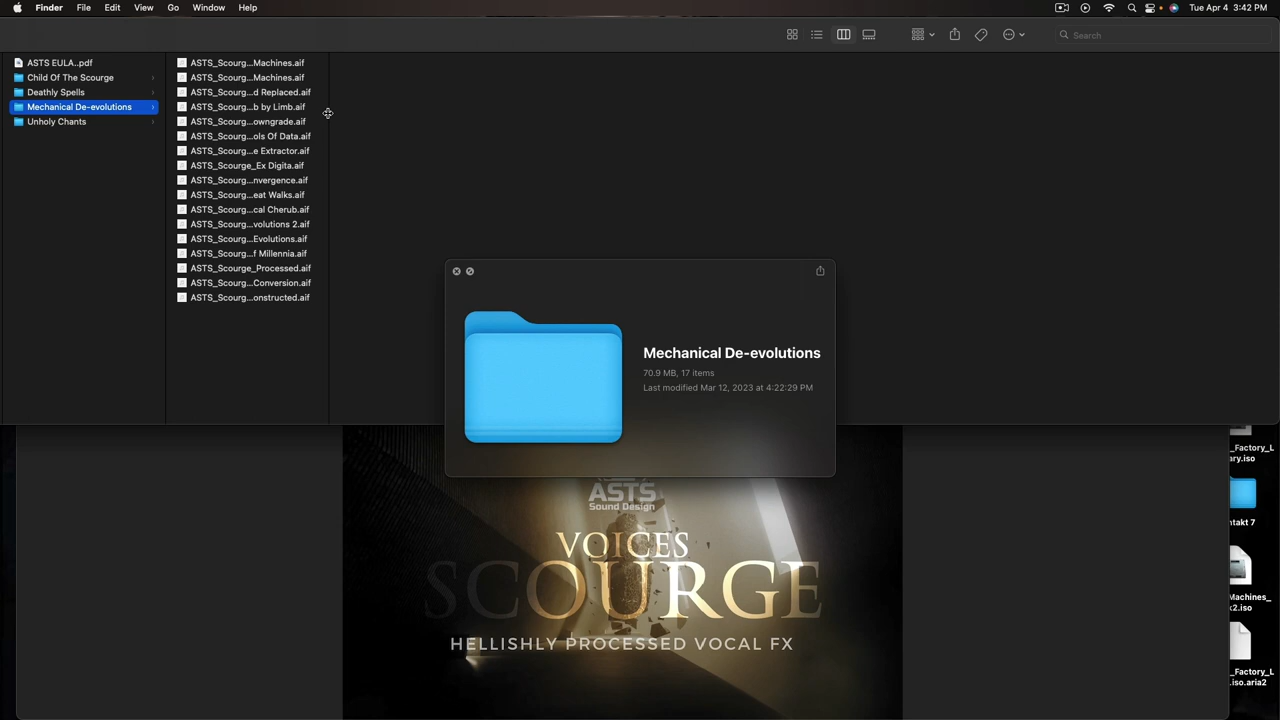 Finder File Edit View Go Window Help
Tue Apr 4 3:42 PM
Search
ASTS EULA..pdf
Child Of The Scourge
Deathly Spells
Mechanical De-evolutions
Unholy Chants
ASTS_Scourg...Machines.aif
ASTS_Scourg...Machines.aif
ASTS_Scourg...d Replaced.aif
ASTS_Scourg...b by Limb.aif
ASTS_Scourg...owngrade.aif
ASTS_Scourg...ols Of Data.aif
ASTS_Scourg...e Extractor.aif
ASTS_Scourge_Ex Digita.aif
ASTS_Scourg...nvergence.aif
ASTS_Scourg...eat Walks.aif
ASTS_Scourg...cal Cherub.aif
ASTS_Scourg...volutions 2.aif
ASTS_Scourg...Evolutions.aif
ASTS_Scourg...f Millennia.aif
ASTS_Scourge_Processed.aif
ASTS_Scourg...Conversion.aif
ASTS_Scourg...onstructed.aif
Mechanical De-evolutions
70.9 MB, 17 items
Last modified Mar 12, 2023 at 4:22:29 PM
ASTS
Sound Design
VOICES
SCOURGE
HELLISHLY PROCESSED VOCAL FX
_Factory_L
ry.iso
ntakt 7
Machines_
x2.iso
_Factory_L
.iso.aria2